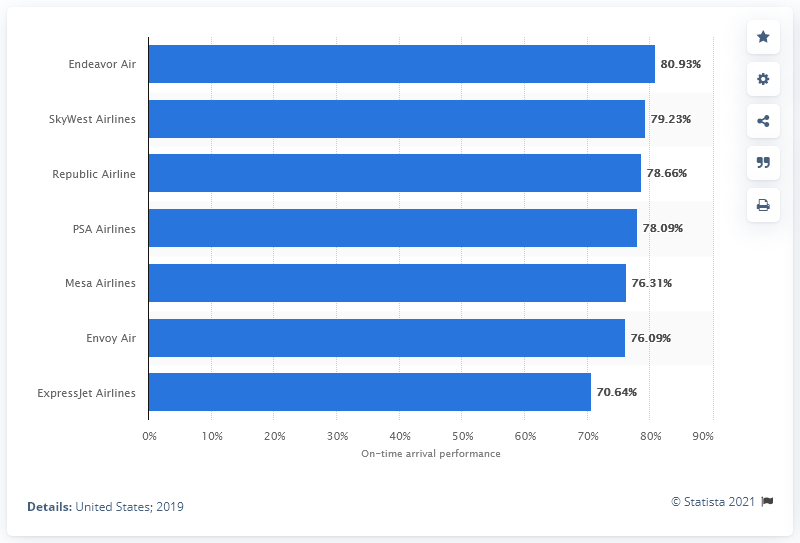 Endeavor Air 80.93%
SkyWest Airlines 79.23%
Republic Airline 78.66%
PSA Airlines 78.09%
Mesa Airlines 76.31%
Envoy Air 76.09%
ExpressJet Airlines 70.64%
0% 10% 20% 30% 40% 50% 60% 70% 80% 90%
On-time arrival performance
Details: United States; 2019
© Statista 2021